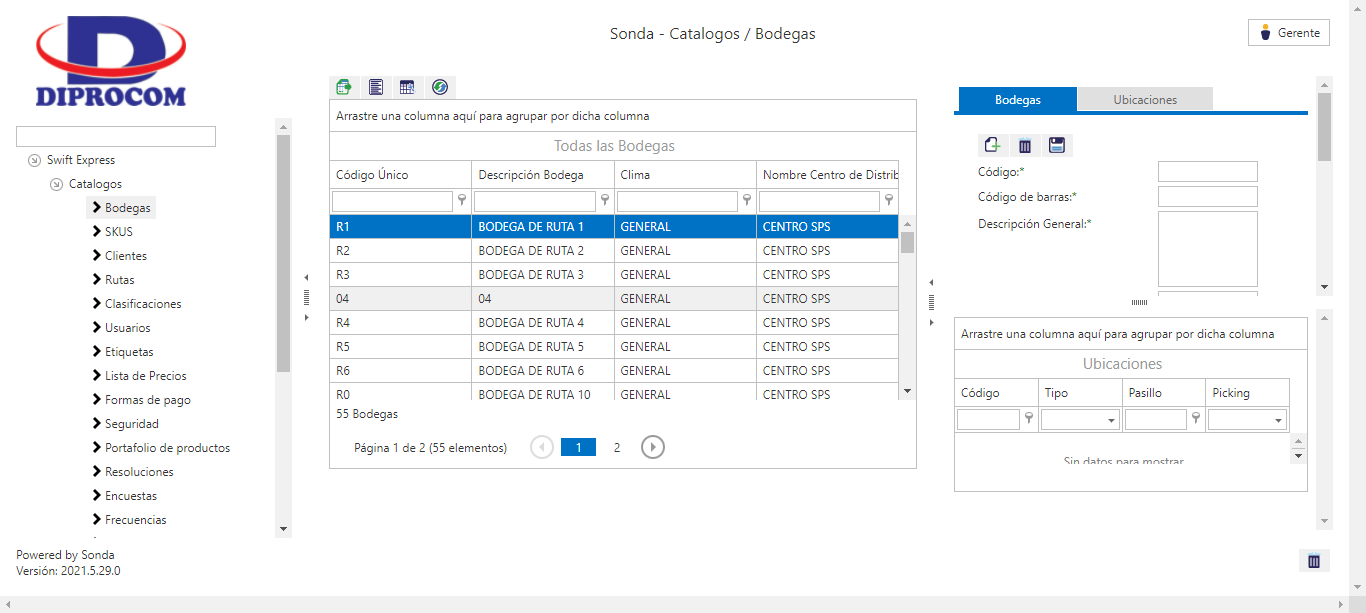 DIPROCOM
Sonda - Catalogos / Bodegas
Gerente
Swift Express
Catalogos
Bodegas
SKUS
Clientes
Rutas
Clasificaciones
Usuarios
Etiquetas
Lista de Precios
Formas de pago
Seguridad
Portafolio de productos
Resoluciones
Encuestas
Frecuencias
Powered by Sonda
Versión: 2021.5.29.0
Arrastre una columna aquí para agrupar por dicha columna
Todas las Bodegas
Código Único Descripción Bodega Clima Nombre Centro de Distrib
R1 BODEGA DE RUTA 1 GENERAL CENTRO SPS
R2 BODEGA DE RUTA 2 GENERAL CENTRO SPS
R3 BODEGA DE RUTA 3 GENERAL CENTRO SPS
04 04 GENERAL CENTRO SPS
R4 BODEGA DE RUTA 4 GENERAL CENTRO SPS
R5 BODEGA DE RUTA 5 GENERAL CENTRO SPS
R6 BODEGA DE RUTA 6 GENERAL CENTRO SPS
R0 BODEGA DE RUTA 10 GENERAL CENTRO SPS
55 Bodegas
Página 1 de 2 (55 elementos) 1 2
Bodegas Ubicaciones
Código:*
Código de barras:*
Descripción General:*
Arrastre una columna aquí para agrupar por dicha columna
Ubicaciones
Código Tipo Pasillo Picking
Sin datos para mostrar